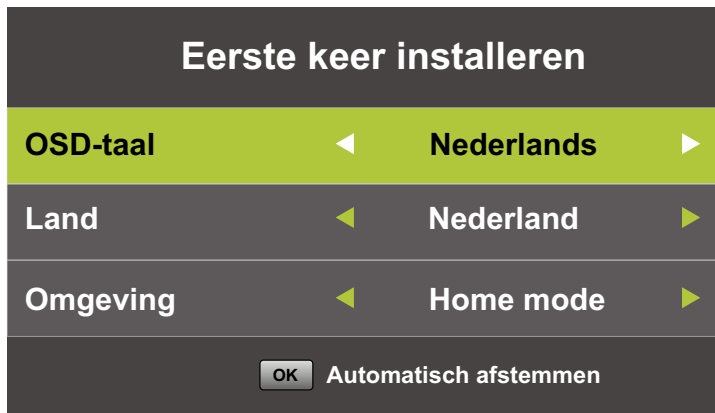 Eerste keer installeren
OSD-taal Nederlands
Land Nederland
Omgeving Home mode
OK Automatisch afstemmen